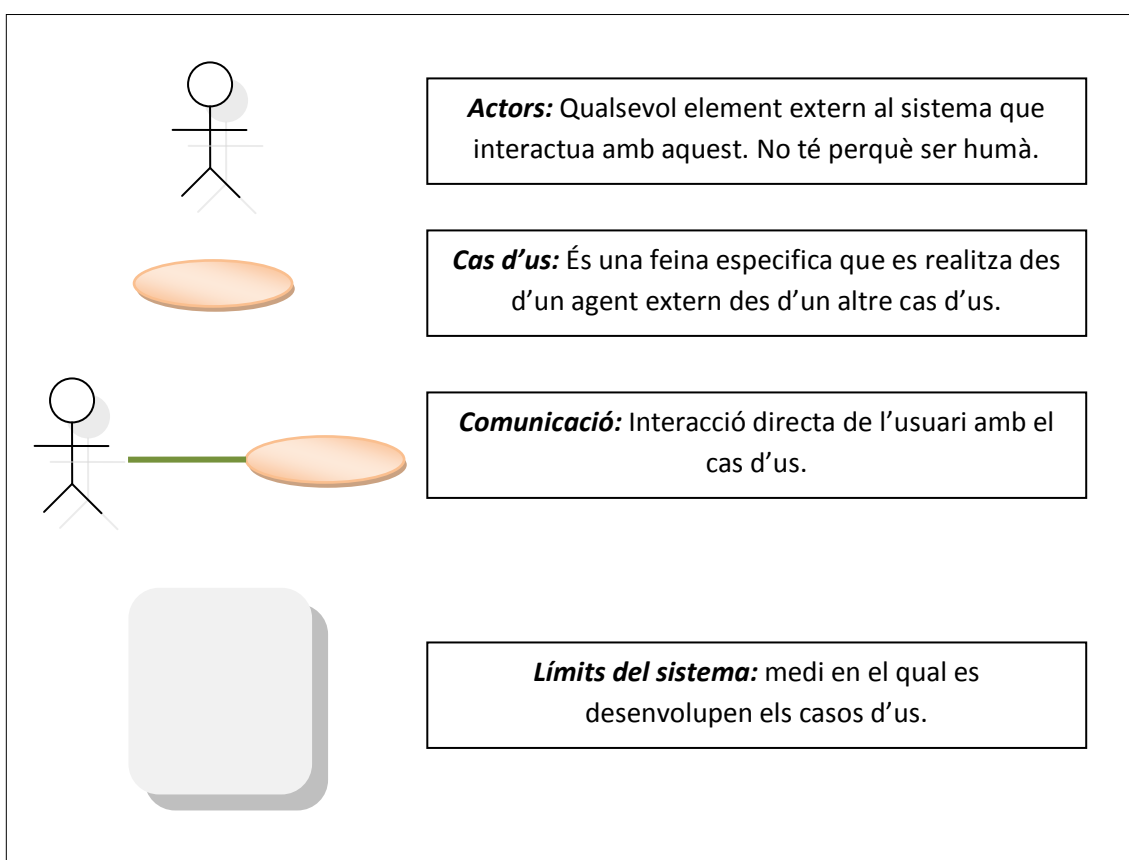 Actors: Qualsevol element extern al sistema que
interactua amb aquest. No té perquè ser humà.
Cas d’us: És una feina especifica que es realitza des
d’un agent extern des d’un altre cas d’us.
Comunicació: Interacció directa de l’usuari amb el
cas d’us.
Límits del sistema: medi en el qual es
desenvolupen els casos d’us.